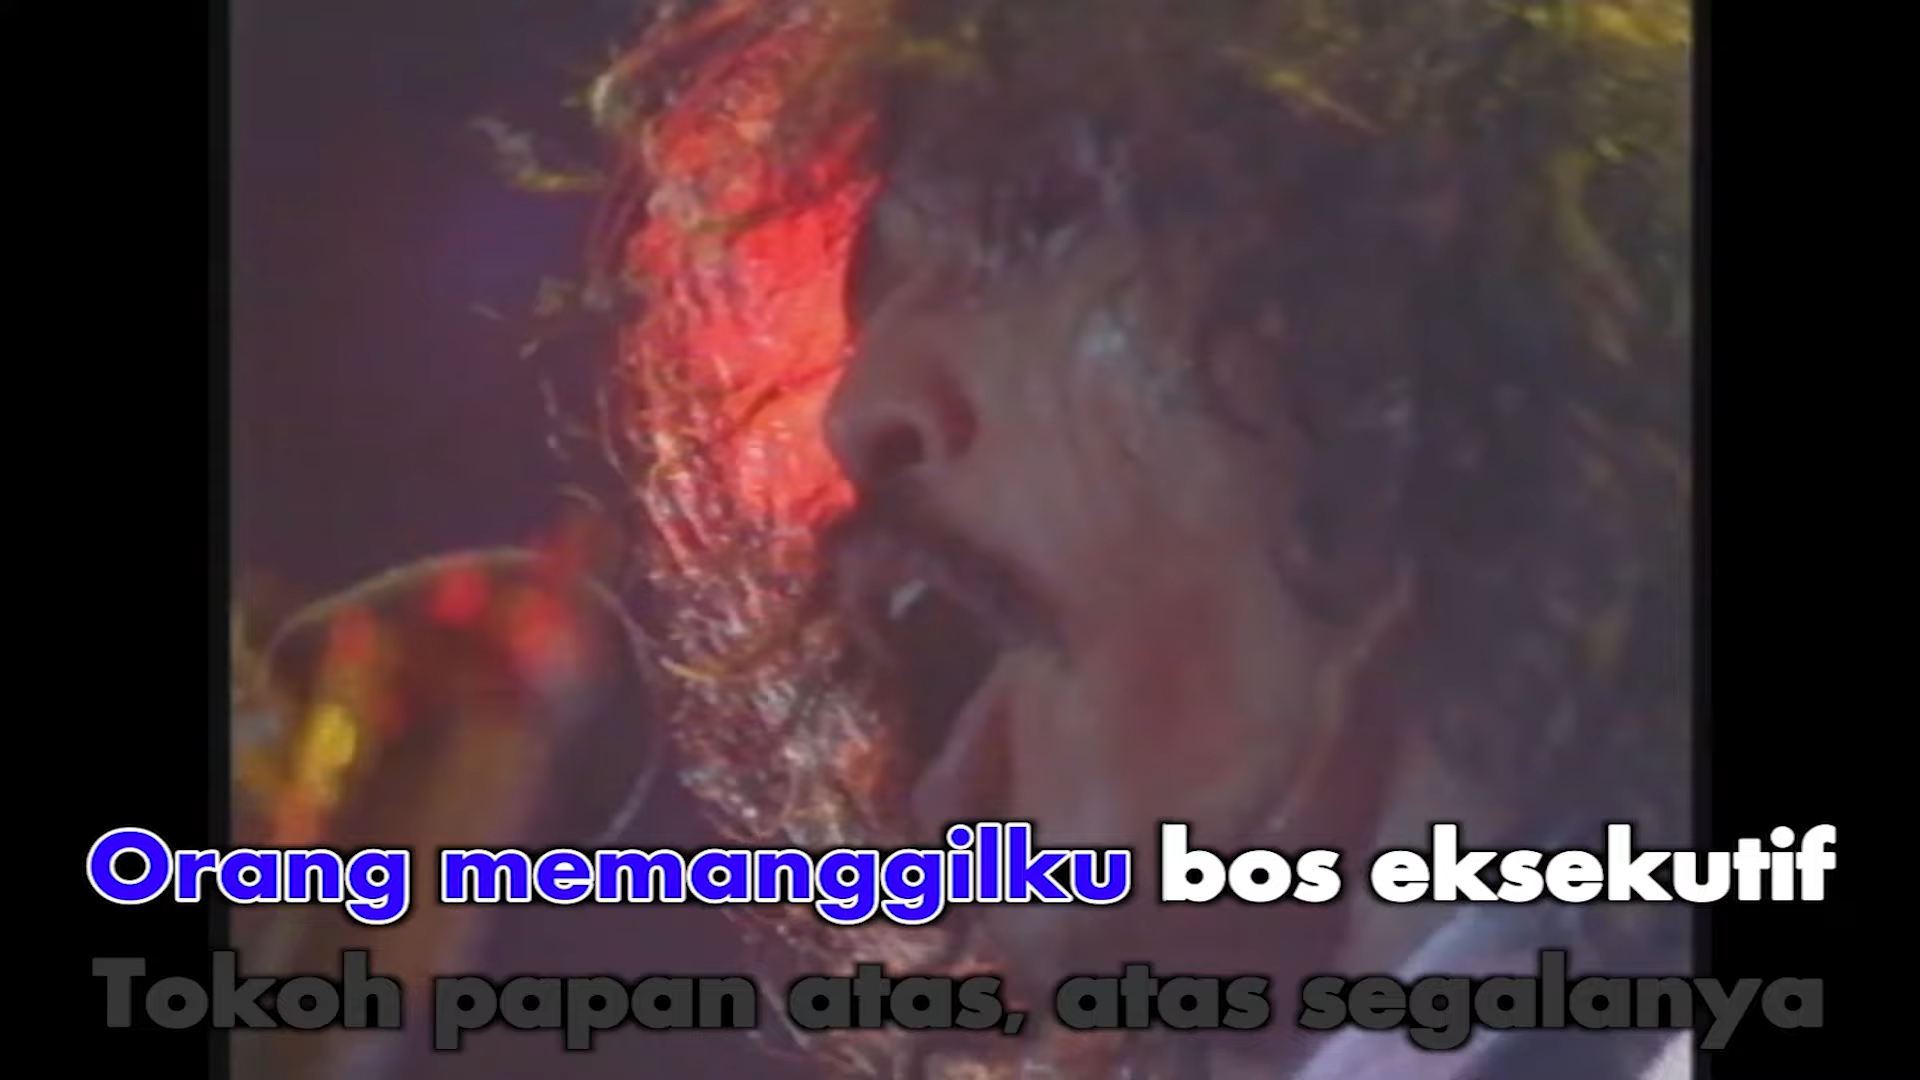 Orang memanggilku bos eksekutif
Tokoh papan atas, atas segalanya